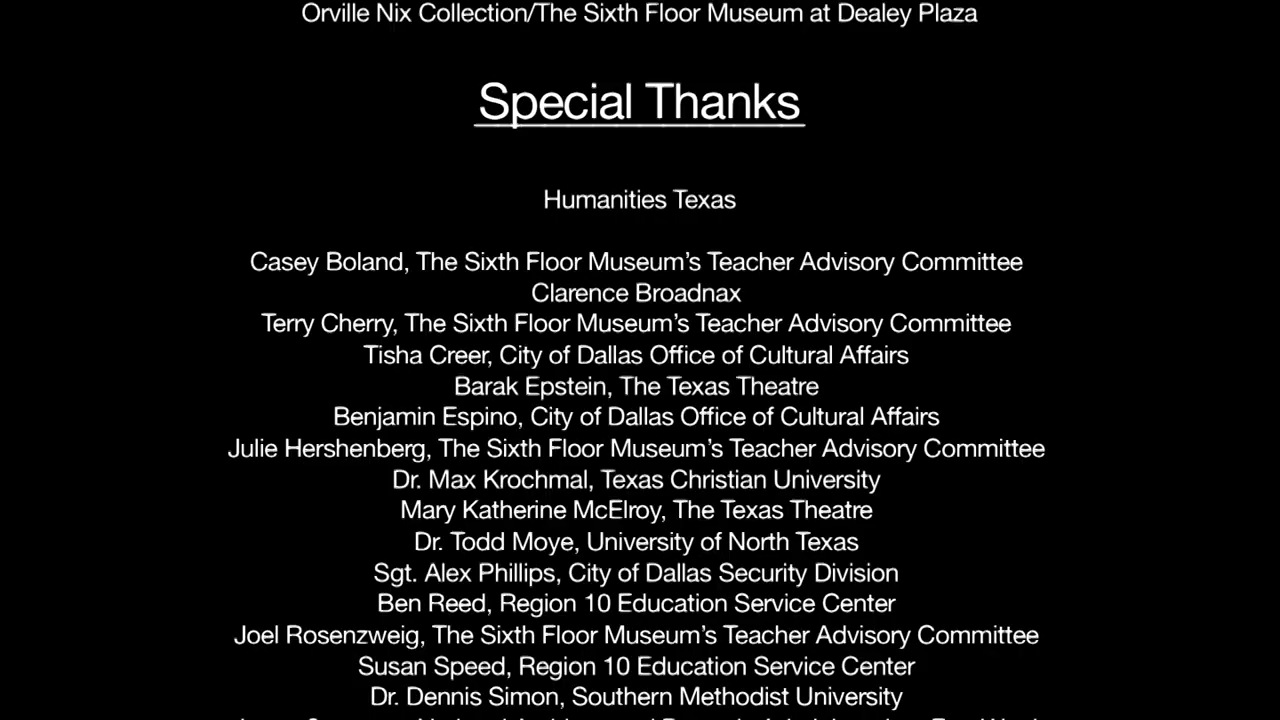 Orville Nix Collection/The Sixth Floor Museum at Dealey Plaza
Special Thanks
Humanities Texas
Casey Boland, The Sixth Floor Museum's Teacher Advisory Committee
Clarence Broadnax
Terry Cherry, The Sixth Floor Museum's Teacher Advisory Committee
Tisha Creer, City of Dallas Office of Cultural Affairs
Barak Epstein, The Texas Theatre
Benjamin Espino, City of Dallas Office of Cultural Affairs
Julie Hershenberg, The Sixth Floor Museum's Teacher Advisory Committee
Dr. Max Krochmal, Texas Christian University
Mary Katherine McElroy, The Texas Theatre
Dr. Todd Moye, University of North Texas
Sgt. Alex Phillips, City of Dallas Security Division
Ben Reed, Region 10 Education Service Center
Joel Rosenzweig, The Sixth Floor Museum's Teacher Advisory Committee
Susan Speed, Region 10 Education Service Center
Dr. Dennis Simon, Southern Methodist University